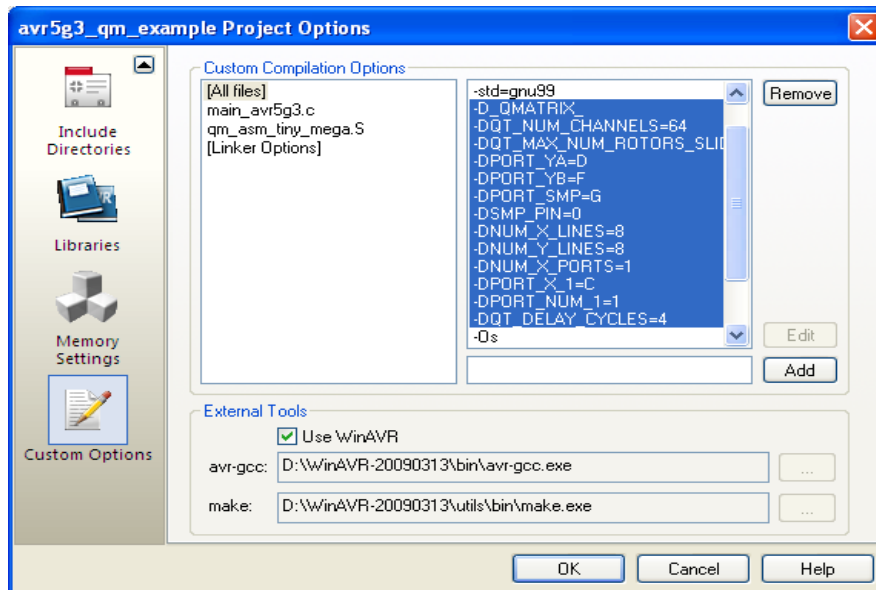 avr5g3_qm_example Project Options
Include
Directories
Libraries
Memory
Settings
Custom Options
Custom Compilation Options
[All files]
main_avr5g3.c
qm_asm_tiny_mega.S
[Linker Options]
-std=gnu99
-D_QMATRIX_
-DQT_NUM_CHANNELS=64
-DQT_MAX_NUM_ROTORS_SLID
-DPORT_YA=D
-DPORT_YB=F
-DPORT_SMP=G
-DSMP_PIN=0
-DNUM_X_LINES=8
-DNUM_Y_LINES=8
-DNUM_X_PORTS=1
-DPORT_X_1=C
-DPORT_NUM_1=1
-DQT_DELAY_CYCLES=4
-Os
Remove
Edit
Add
External Tools
Use WinAVR
avr-gcc: D:\WinAVR-20090313\bin\avr-gcc.exe ...
make: D:\WinAVR-20090313\utils\bin\make.exe ...
OK Cancel Help